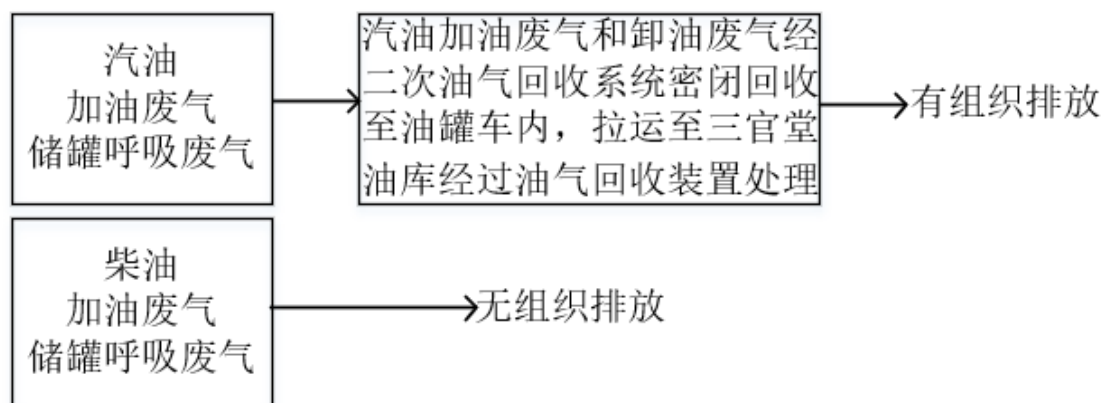 汽油
加油废气
储罐呼吸废气
汽油加油废气和卸油废气经
二次油气回收系统密闭回收
至油罐车内，拉运至三官堂
油库经过油气回收装置处理
有组织排放
柴油
加油废气
储罐呼吸废气
无组织排放